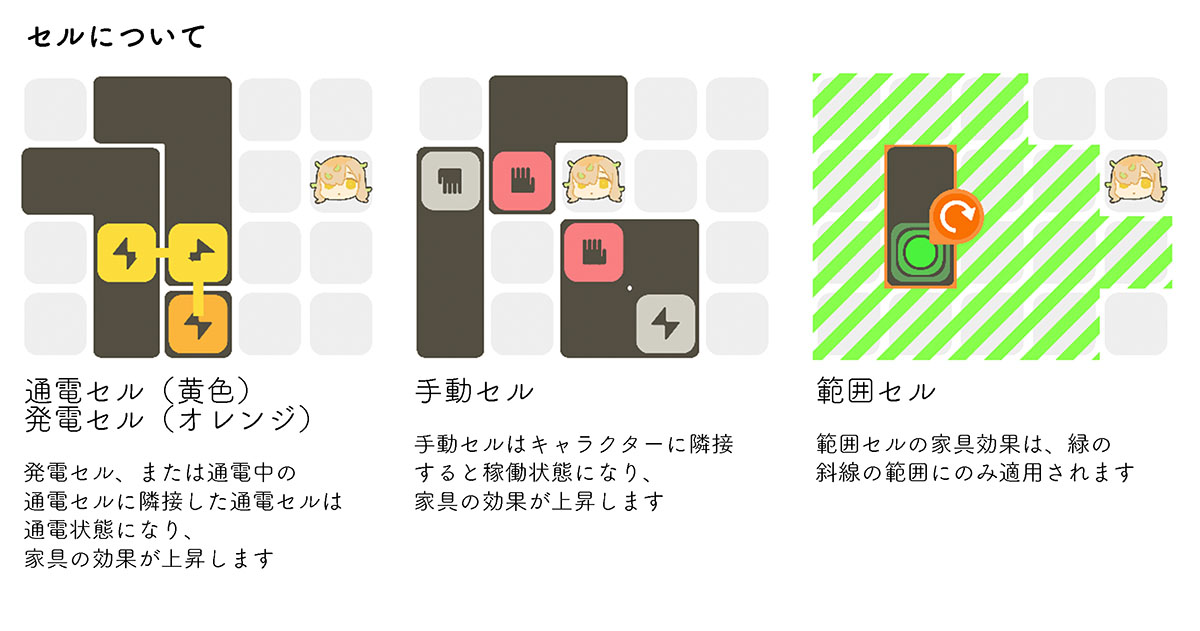 セルについて
通電セル（黄色）
発電セル（オレンジ）
発電セル、または通電中の
通電セルに隣接した通電セルは
通電状態になり、
家具の効果が上昇します
手動セル
手動セルはキャラクターに隣接
すると稼働状態になり、
家具の効果が上昇します
範囲セル
範囲セルの家具効果は、緑の
斜線の範囲にのみ適用されます